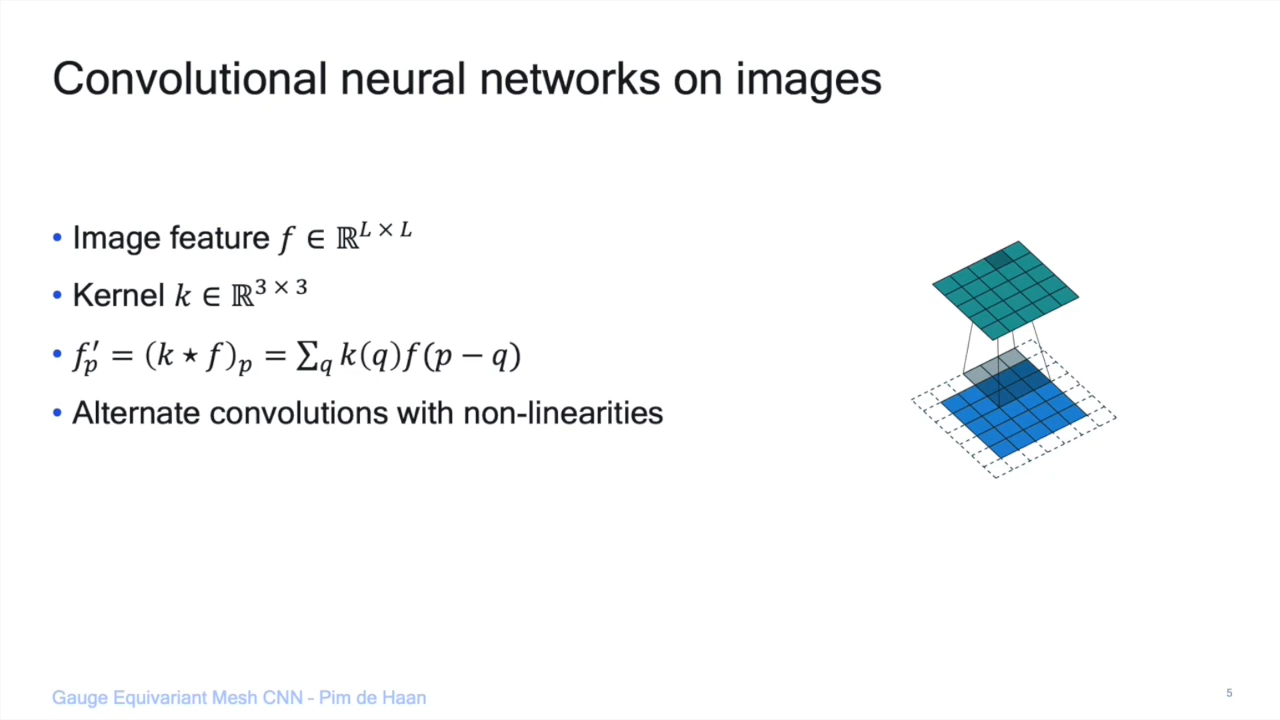 Convolutional neural networks on images
• Image feature f ∈ ℝ^{L × L}
• Kernel k ∈ ℝ^{3 × 3}
• f′_p = (k ⋆ f)_p = ∑_q k(q)f(p − q)
• Alternate convolutions with non-linearities
Gauge Equivariant Mesh CNN - Pim de Haan
5